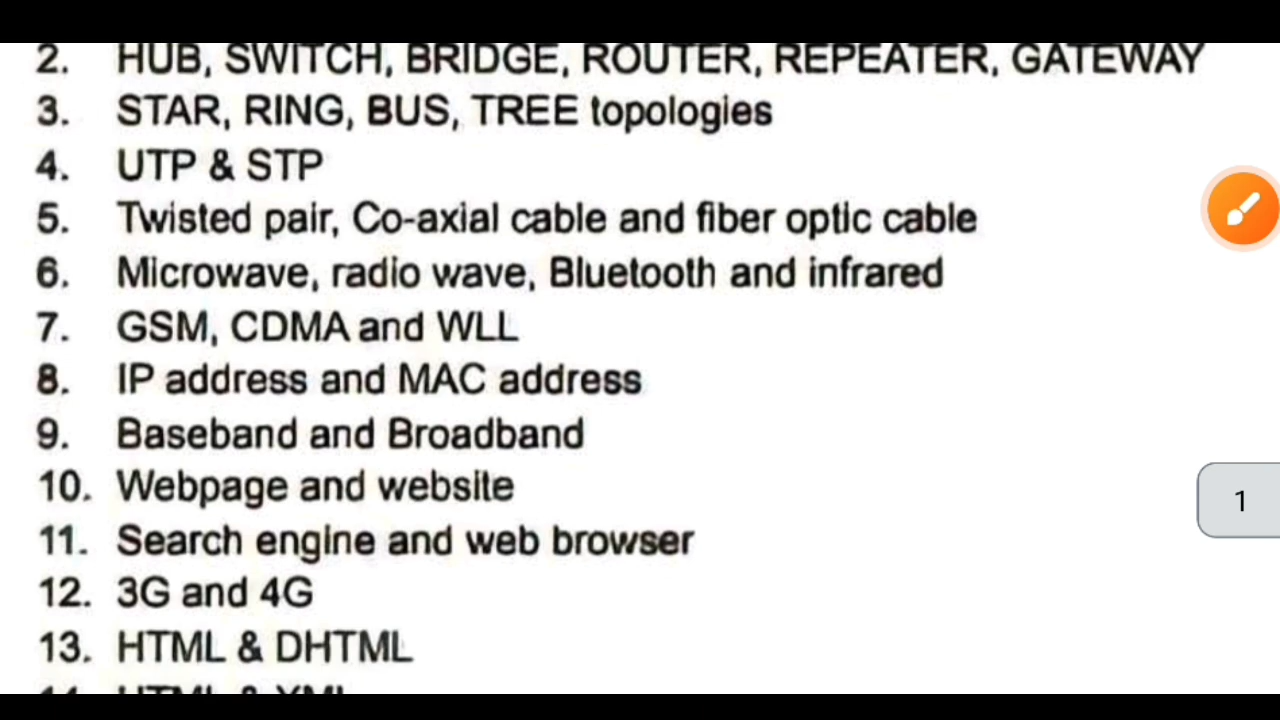 2. HUB, SWITCH, BRIDGE, ROUTER, REPEATER, GATEWAY
3. STAR, RING, BUS, TREE topologies
4. UTP & STP
5. Twisted pair, Co-axial cable and fiber optic cable
6. Microwave, radio wave, Bluetooth and infrared
7. GSM, CDMA and WLL
8. IP address and MAC address
9. Baseband and Broadband
10. Webpage and website
1
11. Search engine and web browser
12. 3G and 4G
13. HTML & DHTML
14. HTML & XML